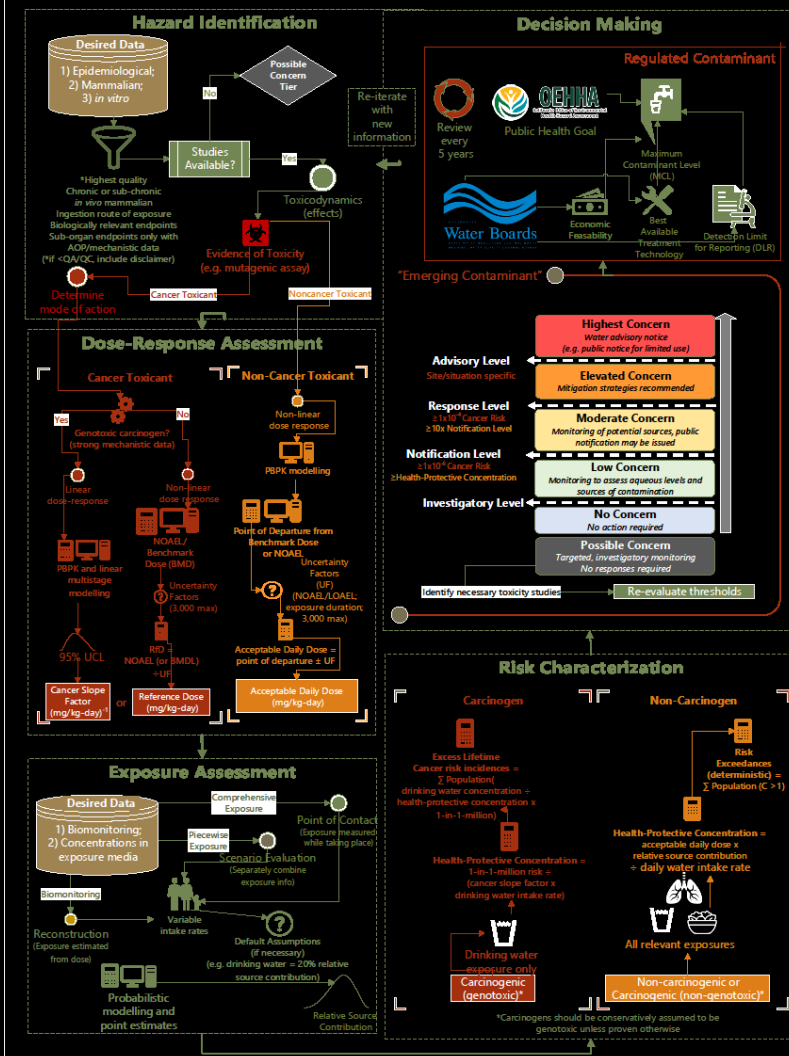 Hazard Identification
Desired Data
1) Epidemiological;
2) Mammalian;
3) in vitro
Possible
Concern
Tier
No
Studies
Available?
Yes
Toxicodynamics
(effects)
*Highest quality
Chronic or sub-chronic
in vivo mammalian
Ingestion route of exposure
Biologically relevant endpoints
Sub-organ endpoints only with
AOP/mechanistic data
(*if <QA/QC, include disclaimer)
Evidence of Toxicity
(e.g. mutagenic assay)
Cancer Toxicant
Noncancer Toxicant
Determine
mode of action
Re-iterate
with
new
information
Decision Making
Regulated Contaminant
Review
every
5 years
OEHHA
Public Health Goal
Maximum
Contaminant Level
(MCL)
Water Boards
Economic
Feasability
Best
Available
Treatment
Technology
Detection Limit
for Reporting (DLR)
"Emerging Contaminant"
Highest Concern
Water advisory notice
(e.g. public notice for limited use)
Advisory Level
Site/situation specific
Elevated Concern
Mitigation strategies recommended
Response Level
≥1x10⁻⁴ Cancer Risk
≥10x Notification Level
Moderate Concern
Monitoring of potential sources, public
notification may be issued
Notification Level
≥1x10⁻⁶ Cancer Risk
≥Health-Protective Concentration
Low Concern
Monitoring to assess aqueous levels and
sources of contamination
Investigatory Level
No Concern
No action required
Possible Concern
Targeted, investigatory monitoring
No responses required
Identify necessary toxicity studies
Re-evaluate thresholds
Dose-Response Assessment
Cancer Toxicant
Yes
No
Genotoxic carcinogen?
(strong mechanistic data)
Linear
dose-response
Non-linear
dose response
PBPK and linear
multistage
modelling
NOAEL/
Benchmark
Dose (BMD)
Uncertainty
Factors
(3,000 max)
95% UCL
RfD =
NOAEL (or BMDL)
÷UF
Cancer Slope
Factor
(mg/kg-day)⁻¹
or
Reference Dose
(mg/kg-day)
Non-Cancer Toxicant
Non-linear
dose response
PBPK modelling
Point of Departure from
Benchmark Dose
or NOAEL
Uncertainty
Factors
(UF)
(NOAEL/LOAEL;
exposure duration;
3,000 max)
Acceptable Daily Dose =
point of departure ± UF
Acceptable Daily Dose
(mg/kg-day)
Exposure Assessment
Desired Data
1) Biomonitoring;
2) Concentrations in
exposure media
Comprehensive
Exposure
Point of Contact
(Exposure measured
while taking place)
Piecewise
Exposure
Scenario Evaluation
(Separately combine
exposure info)
Biomonitoring
Reconstruction
(Exposure estimated
from dose)
Variable
intake rates
Default Assumptions
(if necessary)
(e.g. drinking water = 20% relative
source contribution)
Probabilistic
modelling and
point estimates
Relative Source
Contribution
Risk Characterization
Carcinogen
Excess Lifetime
Cancer risk incidences =
∑ Population(
drinking water concentration ÷
health-protective concentration x
1-in-1-million)
Health-Protective Concentration =
1-in-1-million risk ÷
(cancer slope factor x
drinking water intake rate)
Drinking water
exposure only
Carcinogenic
(genotoxic)*
Non-Carcinogen
Risk
Exceedances
(deterministic) =
∑ Population (C >1)
Health-Protective Concentration =
acceptable daily dose x
relative source contribution
÷ daily water intake rate
All relevant exposures
Non-carcinogenic or
Carcinogenic (non-genotoxic)*
*Carcinogens should be conservatively assumed to be
genotoxic unless proven otherwise